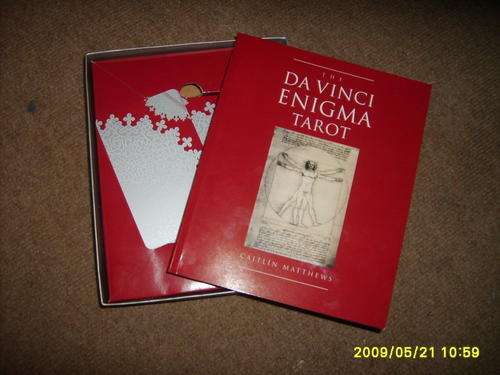 THE
DA VINCI
ENIGMA
TAROT
CAITLÍN MATTHEWS
2009/05/21 10:59